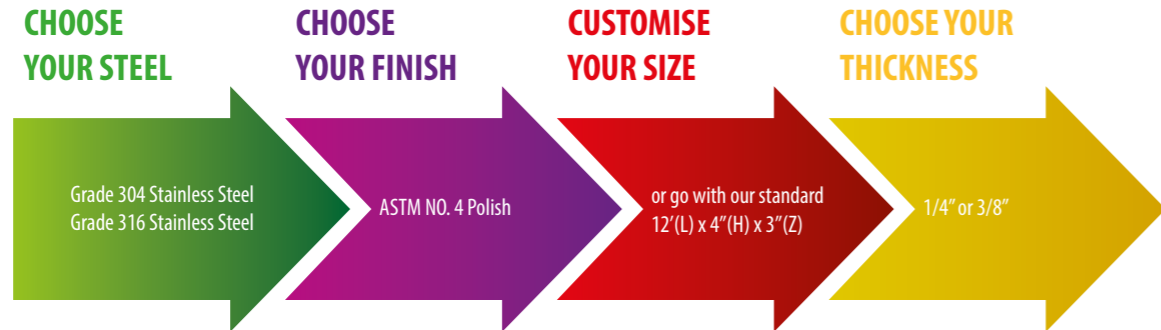 CHOOSE
YOUR STEEL
CHOOSE
YOUR FINISH
CUSTOMISE
YOUR SIZE
CHOOSE YOUR
THICKNESS
Grade 304 Stainless Steel
Grade 316 Stainless Steel
ASTM NO. 4 Polish
or go with our standard
12’(L) x 4”(H) x 3”(Z)
1/4” or 3/8”